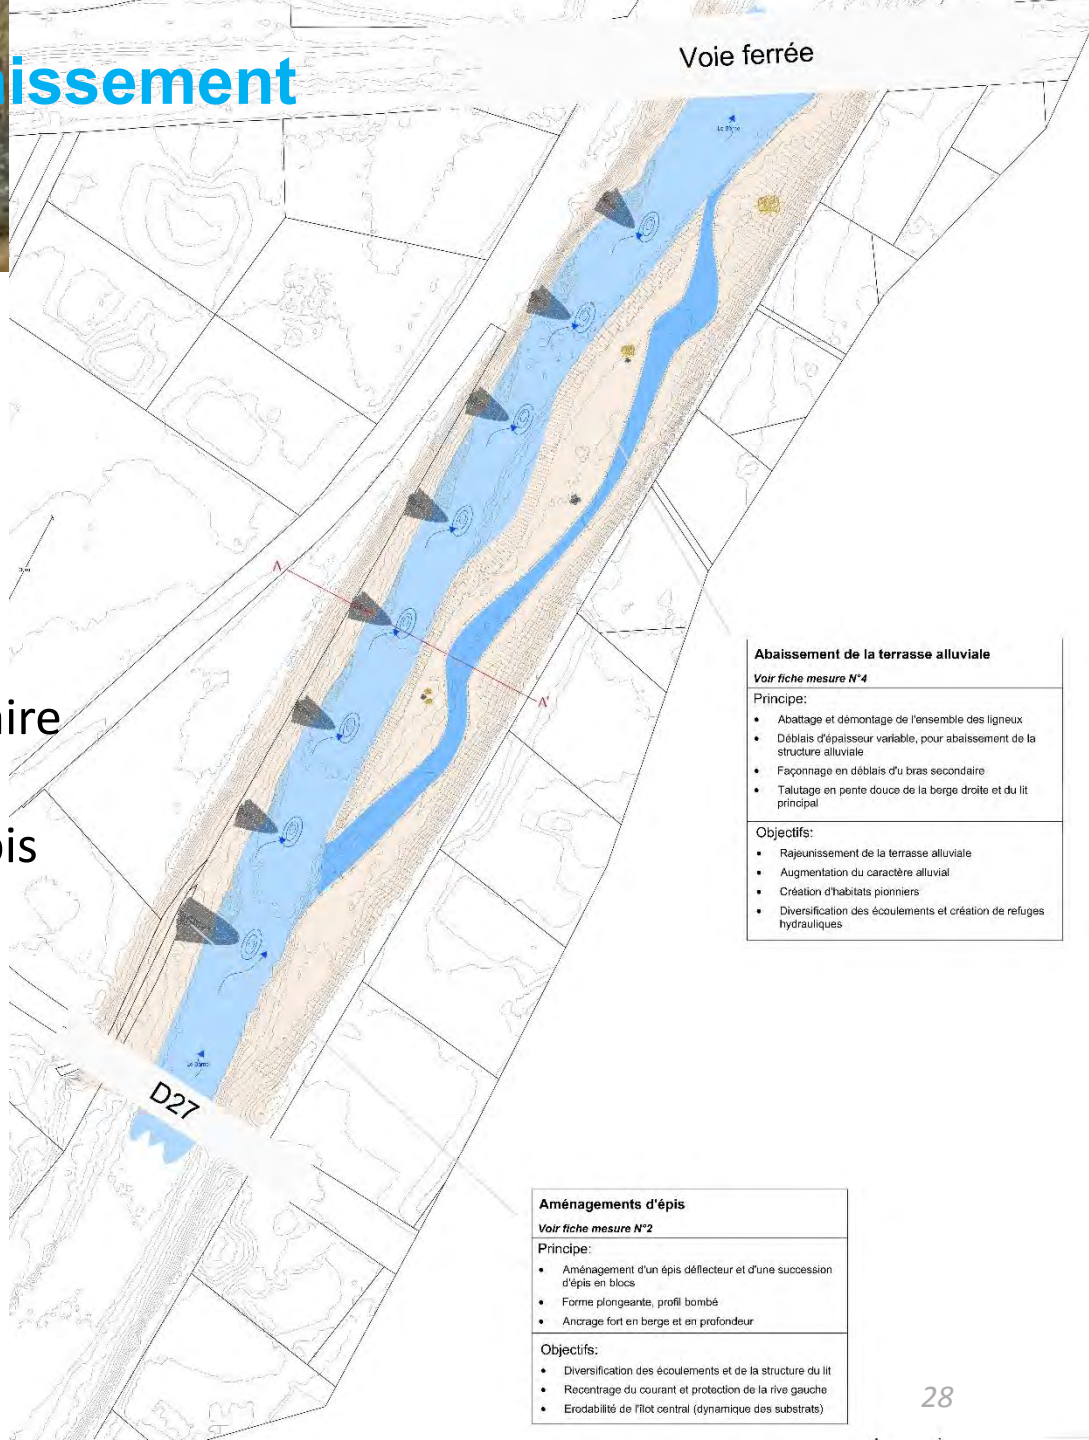 issement
Voie ferrée
A
A'
aire
ois
D27
Abaissement de la terrasse alluviale
Voir fiche mesure N°4
Principe:
• Abattage et démontage de l'ensemble des ligneux
• Déblais d'épaisseur variable, pour abaissement de la
structure alluviale
• Façonnage en déblais d'u bras secondaire
• Talutage en pente douce de la berge droite et du lit
principal
Objectifs:
• Rajeunissement de la terrasse alluviale
• Augmentation du caractère alluvial
• Création d'habitats pionniers
• Diversification des écoulements et création de refuges
hydrauliques
Aménagements d'épis
Voir fiche mesure N°2
Principe:
• Aménagement d'un épis déflecteur et d'une succession
d'épis en blocs
• Forme plongeante, profil bombé
• Ancrage fort en berge et en profondeur
Objectifs:
• Diversification des écoulements et de la structure du lit
• Recentrage du courant et protection de la rive gauche
• Erodabilité de l'îlot central (dynamique des substrats)
28